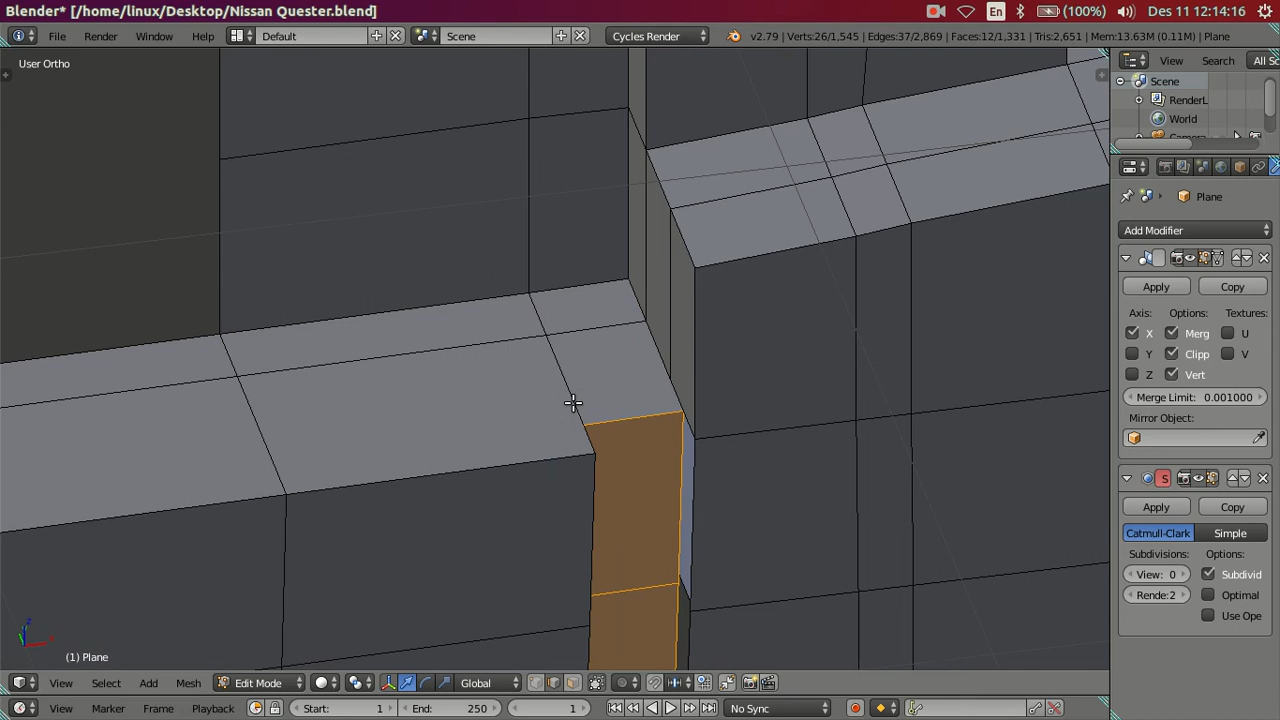 Blender* [/home/linux/Desktop/Nissan Quester.blend]
En
(100%)
Des 11 12:14:16
File
Render
Window
Help
Default
Scene
Cycles Render
v2.79 | Verts:26/1,545 | Edges:37/2,869 | Faces:12/1,331 | Tris:2,651 | Mem:13.63M (0.11M) | Plane
User Ortho
View
Search
All Sc
Scene
RenderL
World
Camera
Plane
Add Modifier
Apply
Copy
Axis:
Options:
Textures:
X
Merg
U
Y
Clipp
V
Z
Vert
Merge Limit: 0.001000
Mirror Object:
S
Apply
Copy
Catmull-Clark
Simple
Subdivisions:
Options:
View: 0
Subdivid
Rende:2
Optimal
Use Ope
z
(1) Plane
View
Select
Add
Mesh
Edit Mode
Global
View
Marker
Frame
Playback
Start: 1
End: 250
1
No Sync